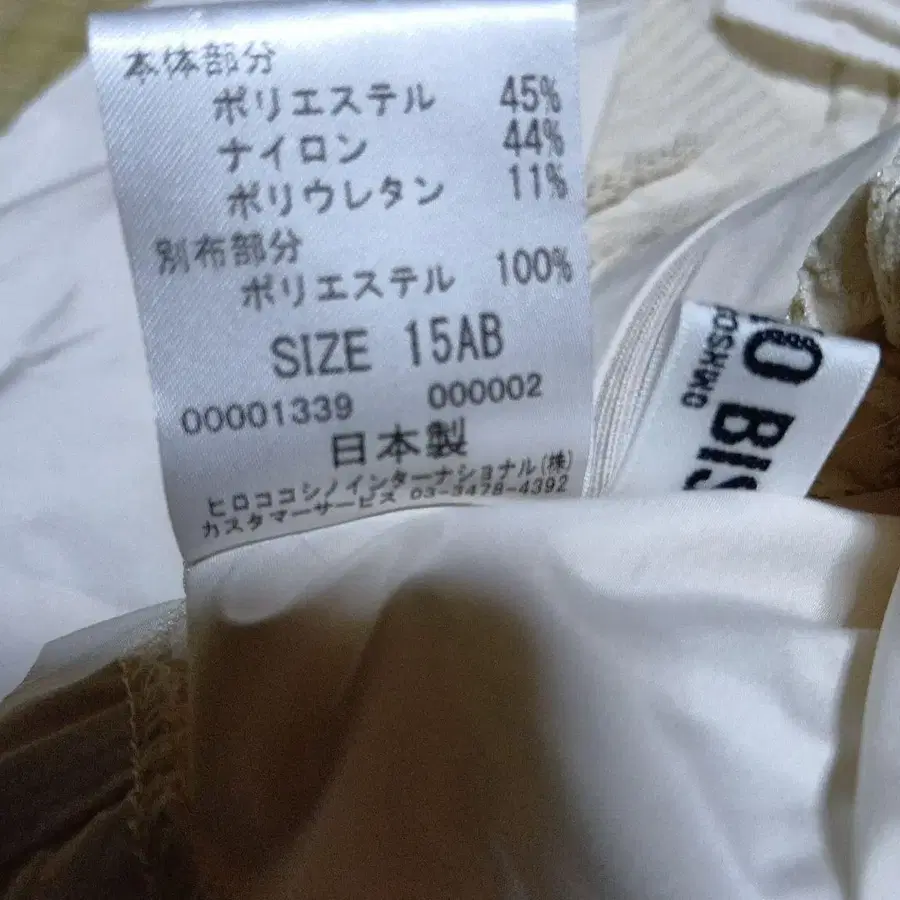 本体部分
ポリエステル 45%
ナイロン 44%
ポリウレタン 11%
別布部分
ポリエステル 100%
SIZE 15AB
00001339 000002
日本製
ヒロココシノインターナショナル(株)
カスタマーサービス 03-3478-4392
O BIS
OSHINO